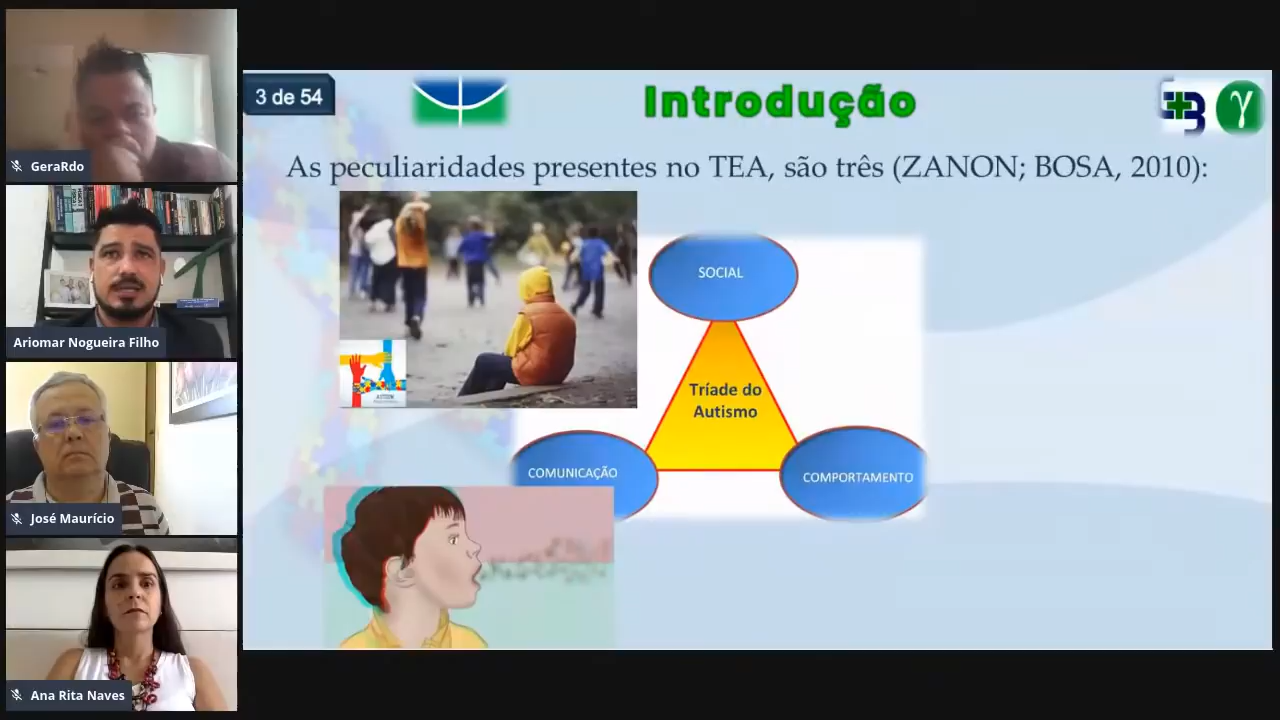 GeraRdo
Ariomar Nogueira Filho
José Maurício
Ana Rita Naves
3 de 54
Introdução
As peculiaridades presentes no TEA, são três (ZANON; BOSA, 2010):
SOCIAL
Tríade do
Autismo
COMUNICAÇÃO
COMPORTAMENTO
γ